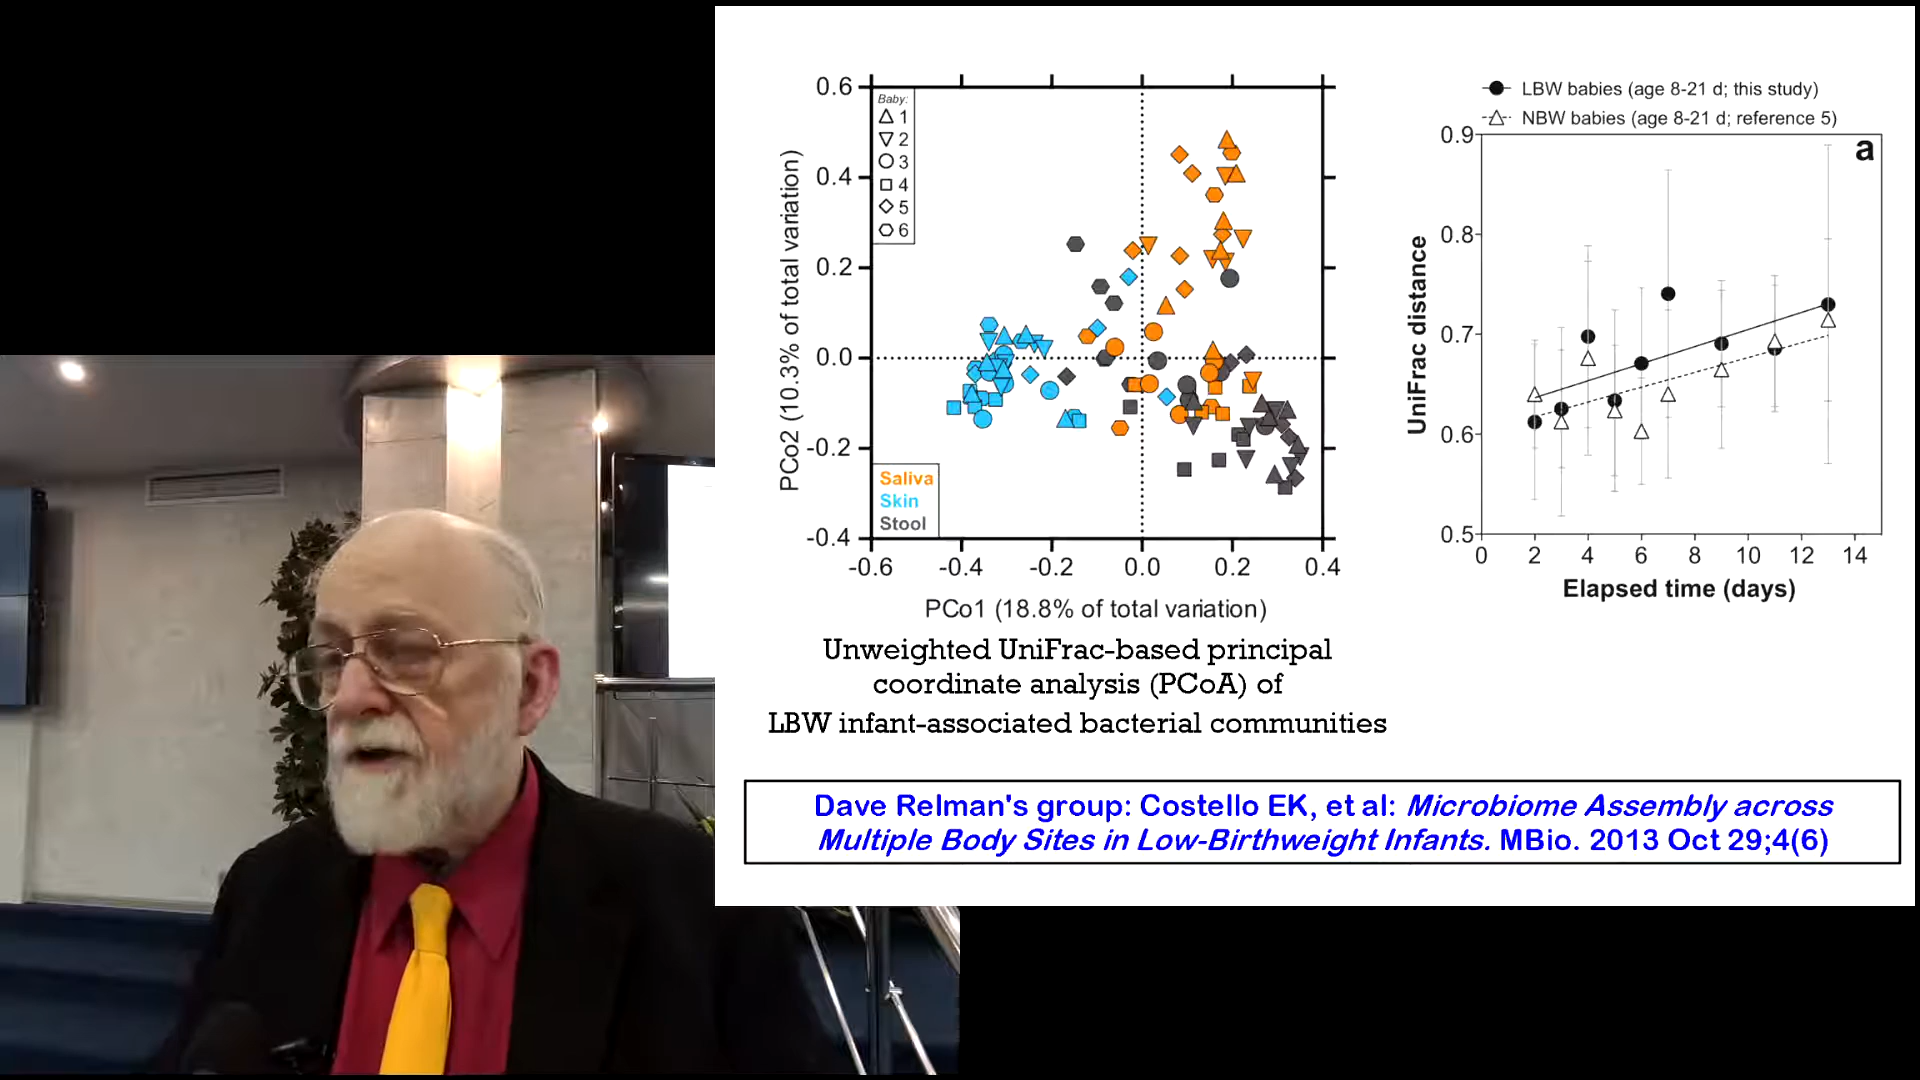 0.6
0.4
0.2
0.0
-0.2
-0.4
PCo2 (10.3% of total variation)
Baby:
1
2
3
4
5
6
Saliva
Skin
Stool
-0.6 -0.4 -0.2 0.0 0.2 0.4
PCo1 (18.8% of total variation)
Unweighted UniFrac-based principal
coordinate analysis (PCoA) of
LBW infant-associated bacterial communities
LBW babies (age 8-21 d; this study)
NBW babies (age 8-21 d; reference 5)
a
0.9
0.8
0.7
0.6
0.5
UniFrac distance
0 2 4 6 8 10 12 14
Elapsed time (days)
Dave Relman's group: Costello EK, et al: Microbiome Assembly across
Multiple Body Sites in Low-Birthweight Infants. MBio. 2013 Oct 29;4(6)